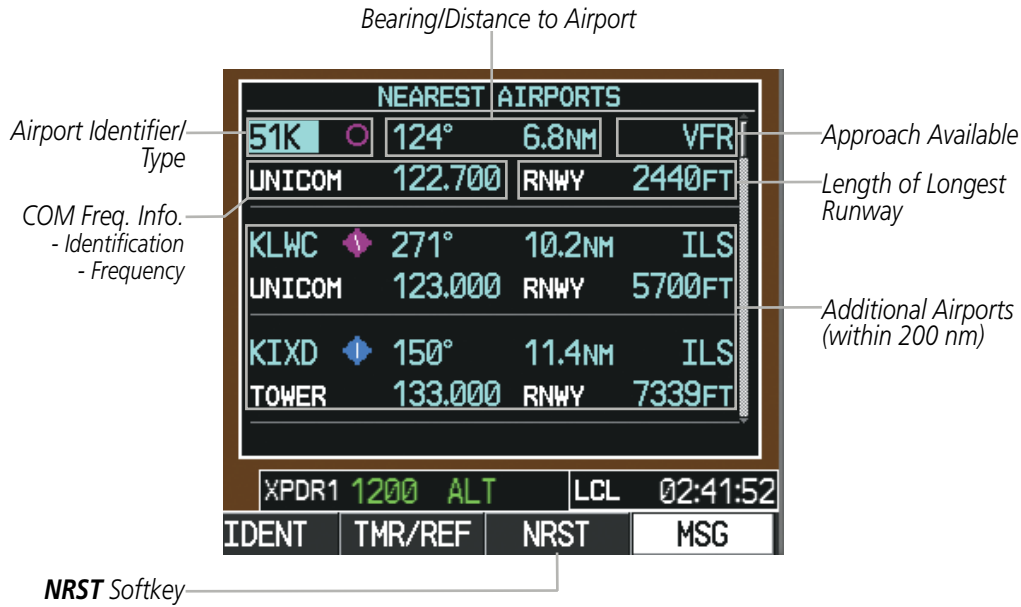 Bearing/Distance to Airport
NEAREST AIRPORTS
Airport Identifier/
Type
51K 124° 6.8NM VFR
Approach Available
UNICOM 122.700 RNWY 2440FT
Length of Longest
Runway
COM Freq. Info.
- Identification
- Frequency
KLWC 271° 10.2NM ILS
UNICOM 123.000 RNWY 5700FT
Additional Airports
(within 200 nm)
KIXD 150° 11.4NM ILS
TOWER 133.000 RNWY 7339FT
XPDR1 1200 ALT LCL 02:41:52
IDENT TMR/REF NRST MSG
NRST Softkey